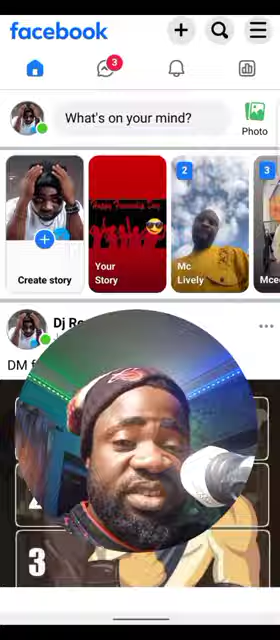 facebook
3
What's on your mind?
Photo
Happy Friendship Day
2
3
Create story
Your
Story
Mc
Lively
Mce
Dj R
DM f
3